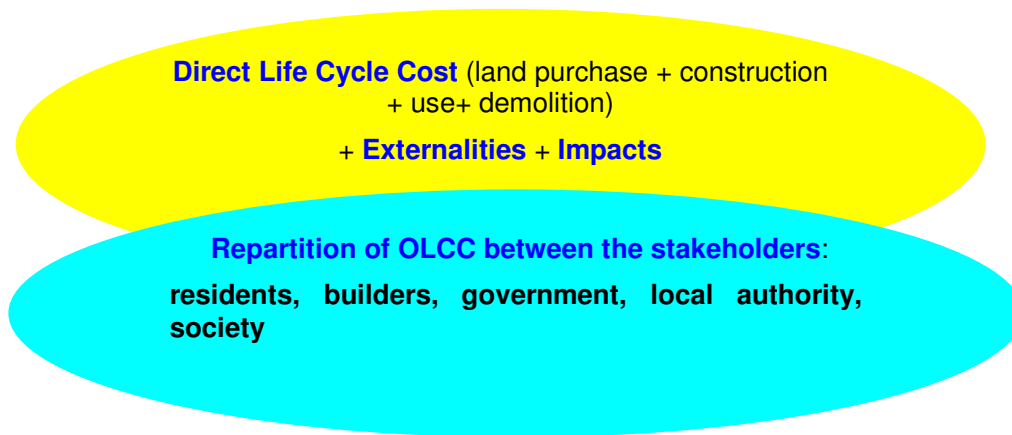 Direct Life Cycle Cost (land purchase + construction
+ use+ demolition)
+ Externalities + Impacts
Repartition of OLCC between the stakeholders:
residents, builders, government, local authority,
society